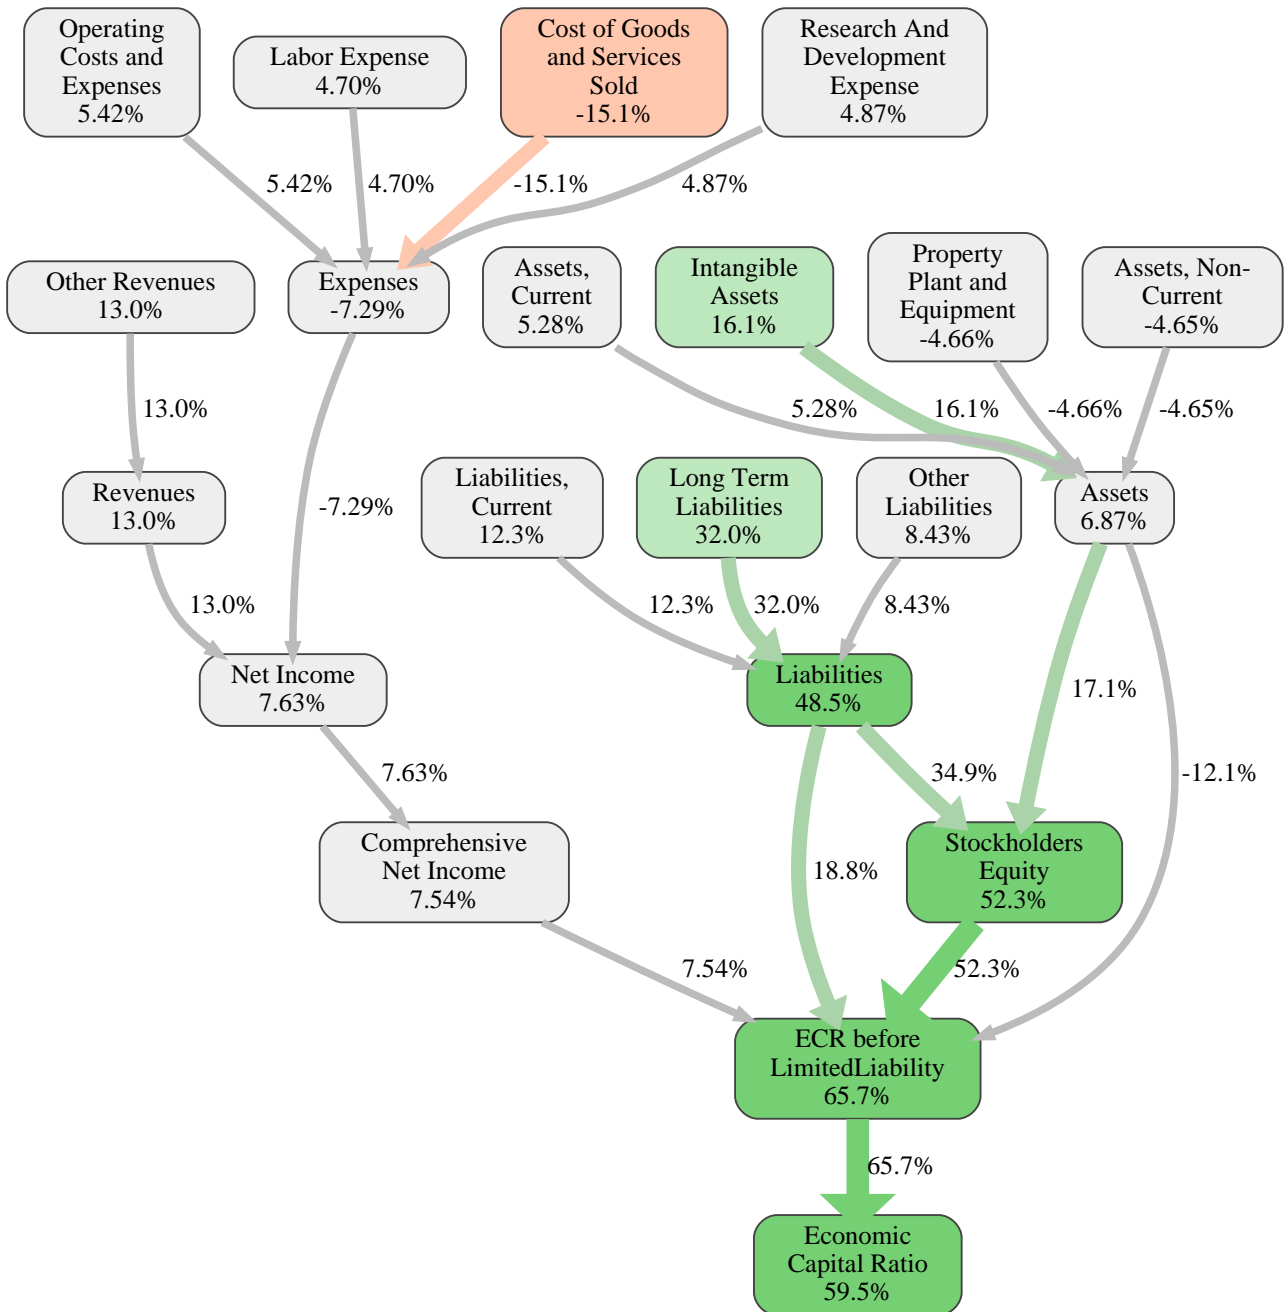 Operating
Costs and
Expenses
5.42%
Labor Expense
4.70%
Cost of Goods
and Services
Sold
-15.1%
Research And
Development
Expense
4.87%
5.42%
4.70%
-15.1%
4.87%
Other Revenues
13.0%
Expenses
-7.29%
Assets,
Current
5.28%
Intangible
Assets
16.1%
Property
Plant and
Equipment
-4.66%
Assets, Non-
Current
-4.65%
13.0%
-7.29%
5.28%
16.1%
-4.66%
-4.65%
Revenues
13.0%
Liabilities,
Current
12.3%
Long Term
Liabilities
32.0%
Other
Liabilities
8.43%
Assets
6.87%
13.0%
12.3%
32.0%
8.43%
Net Income
7.63%
Liabilities
48.5%
17.1%
7.63%
34.9%
-12.1%
Comprehensive
Net Income
7.54%
18.8%
Stockholders
Equity
52.3%
7.54%
52.3%
ECR before
LimitedLiability
65.7%
65.7%
Economic
Capital Ratio
59.5%